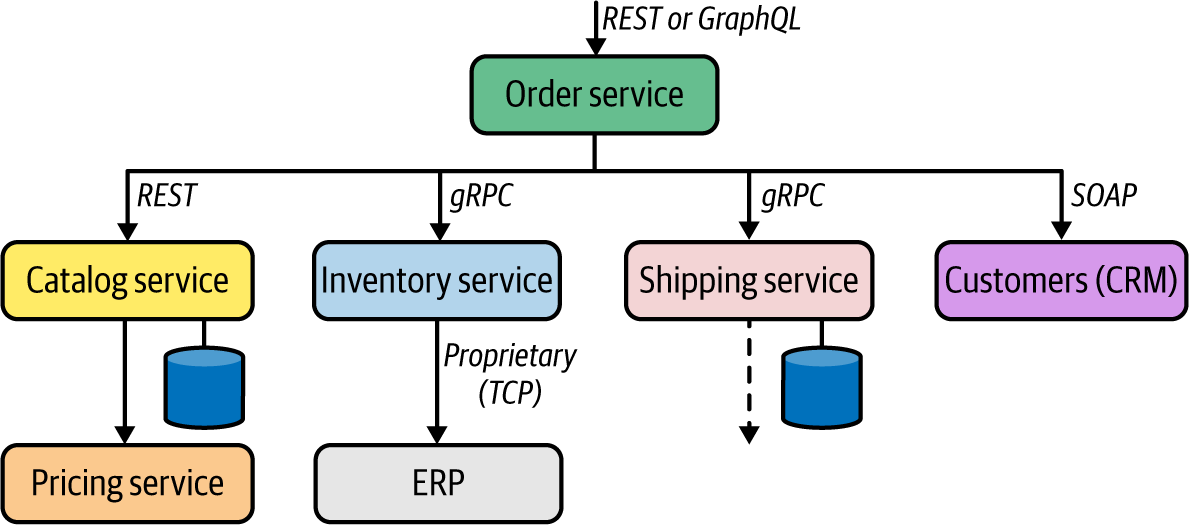 REST or GraphQL
Order service
REST
gRPC
gRPC
SOAP
Catalog service
Inventory service
Shipping service
Customers (CRM)
Proprietary
(TCP)
Pricing service
ERP